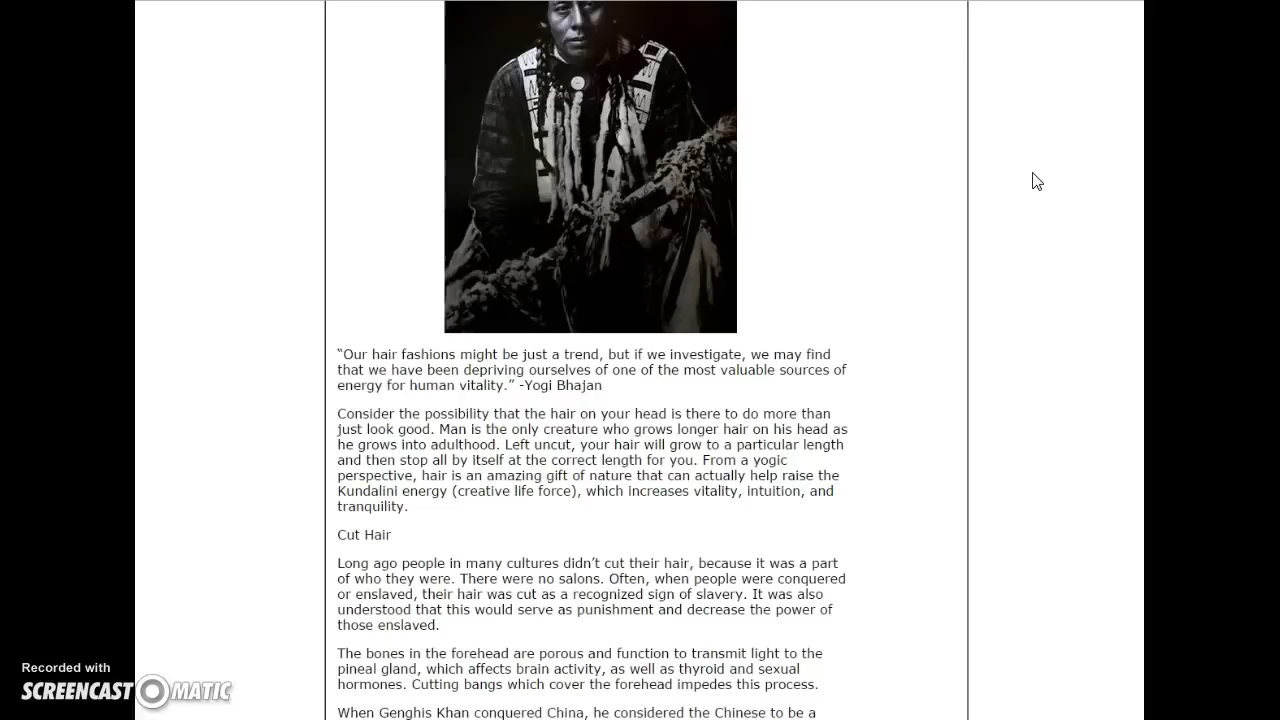 “Our hair fashions might be just a trend, but if we investigate, we may find
that we have been depriving ourselves of one of the most valuable sources of
energy for human vitality.” -Yogi Bhajan
Consider the possibility that the hair on your head is there to do more than
just look good. Man is the only creature who grows longer hair on his head as
he grows into adulthood. Left uncut, your hair will grow to a particular length
and then stop all by itself at the correct length for you. From a yogic
perspective, hair is an amazing gift of nature that can actually help raise the
Kundalini energy (creative life force), which increases vitality, intuition, and
tranquility.
Cut Hair
Long ago people in many cultures didn’t cut their hair, because it was a part
of who they were. There were no salons. Often, when people were conquered
or enslaved, their hair was cut as a recognized sign of slavery. It was also
understood that this would serve as punishment and decrease the power of
those enslaved.
The bones in the forehead are porous and function to transmit light to the
pineal gland, which affects brain activity, as well as thyroid and sexual
hormones. Cutting bangs which cover the forehead impedes this process.
When Genghis Khan conquered China, he considered the Chinese to be a
Recorded with
SCREENCAST O MATIC